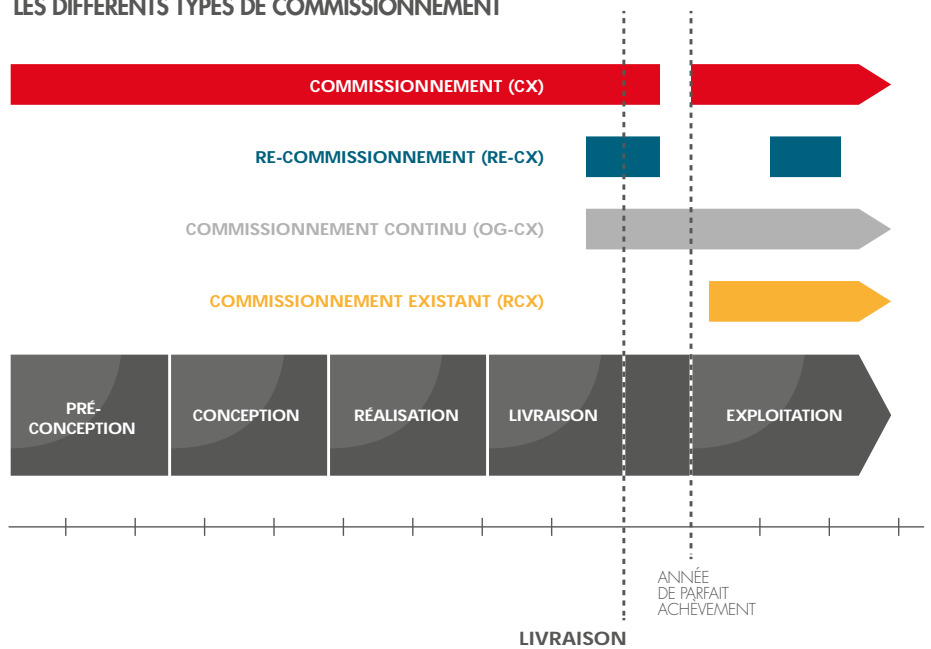 LES DIFFÉRENTS TYPES DE COMMISSIONNEMENT
COMMISSIONNEMENT (CX)
RE-COMMISSIONNEMENT (RE-CX)
COMMISSIONNEMENT CONTINU (OG-CX)
COMMISSIONNEMENT EXISTANT (RCX)
PRÉ-
CONCEPTION
CONCEPTION
RÉALISATION
LIVRAISON
EXPLOITATION
ANNÉE
DE PARFAIT
ACHÈVEMENT
LIVRAISON